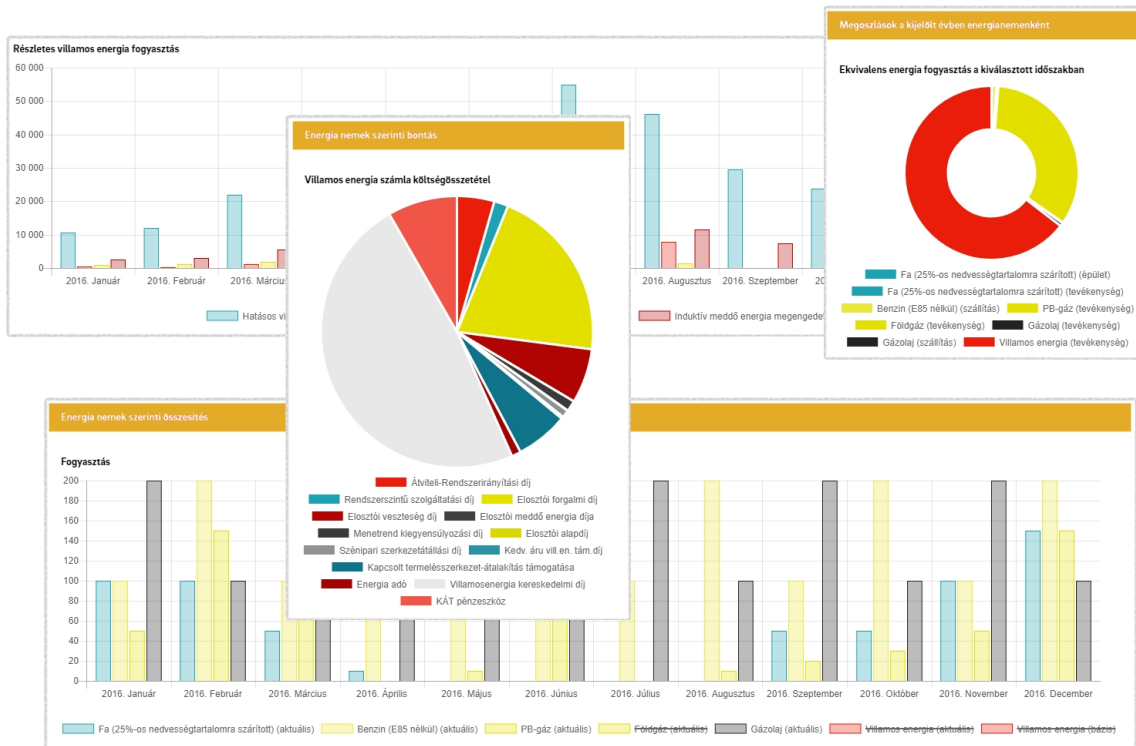 Részletes villamos energia fogyasztás
60 000
50 000
40 000
30 000
20 000
10 000
0
2016. Január 2016. Február 2016. Március 2016. Augusztus 2016. Szeptember
Induktív meddő energia
Megoszlások a kijelölt évben energianemenként
Ekvivalens energia fogyasztás a kiválasztott időszakban
Fa (25%-os nedvességtartalomra szárított) (épület)
Fa (25%-os nedvességtartalomra szárított) (tevékenység)
Benzin (E85 nélkül) (szállítás) PB-gáz (tevékenység)
Földgáz (tevékenység) Gázolaj (tevékenység)
Gázolaj (szállítás) Villamos energia (tevékenység)
Energia nemek szerinti bontás
Villamos energia számla költségösszetétel
Átviteli-Rendszerirányítási díj
Rendszerszintű szolgáltatási díj Elosztói forgalmi díj
Elosztói veszteség díj Elosztói meddő energia díja
Menetrend kiegyensúlyozási díj Elosztói alapdíj
Szénipari szerkezetátállási díj Kedv. áru vill.en. tám.díj
Kapcsolt termelésszerkezet-átalakítás támogatása
Energia adó Villamosenergia kereskedelmi díj
KÁT pénzeszköz
Energia nemek szerinti összesítés
Fogyasztás
200
180
160
140
120
100
80
60
40
20
0
2016. Január 2016. Február 2016. Március 2016. Április 2016. Május 2016. Június 2016. Július 2016. Augusztus 2016. Szeptember 2016. Október 2016. November 2016. December
Fa (25%-os nedvességtartalomra szárított) (aktuális) Benzin (E85 nélkül) (aktuális) PB-gáz (aktuális) Földgáz (aktuális) Gázolaj (aktuális) Villamos energia (aktuális) Villamos energia (bázis)